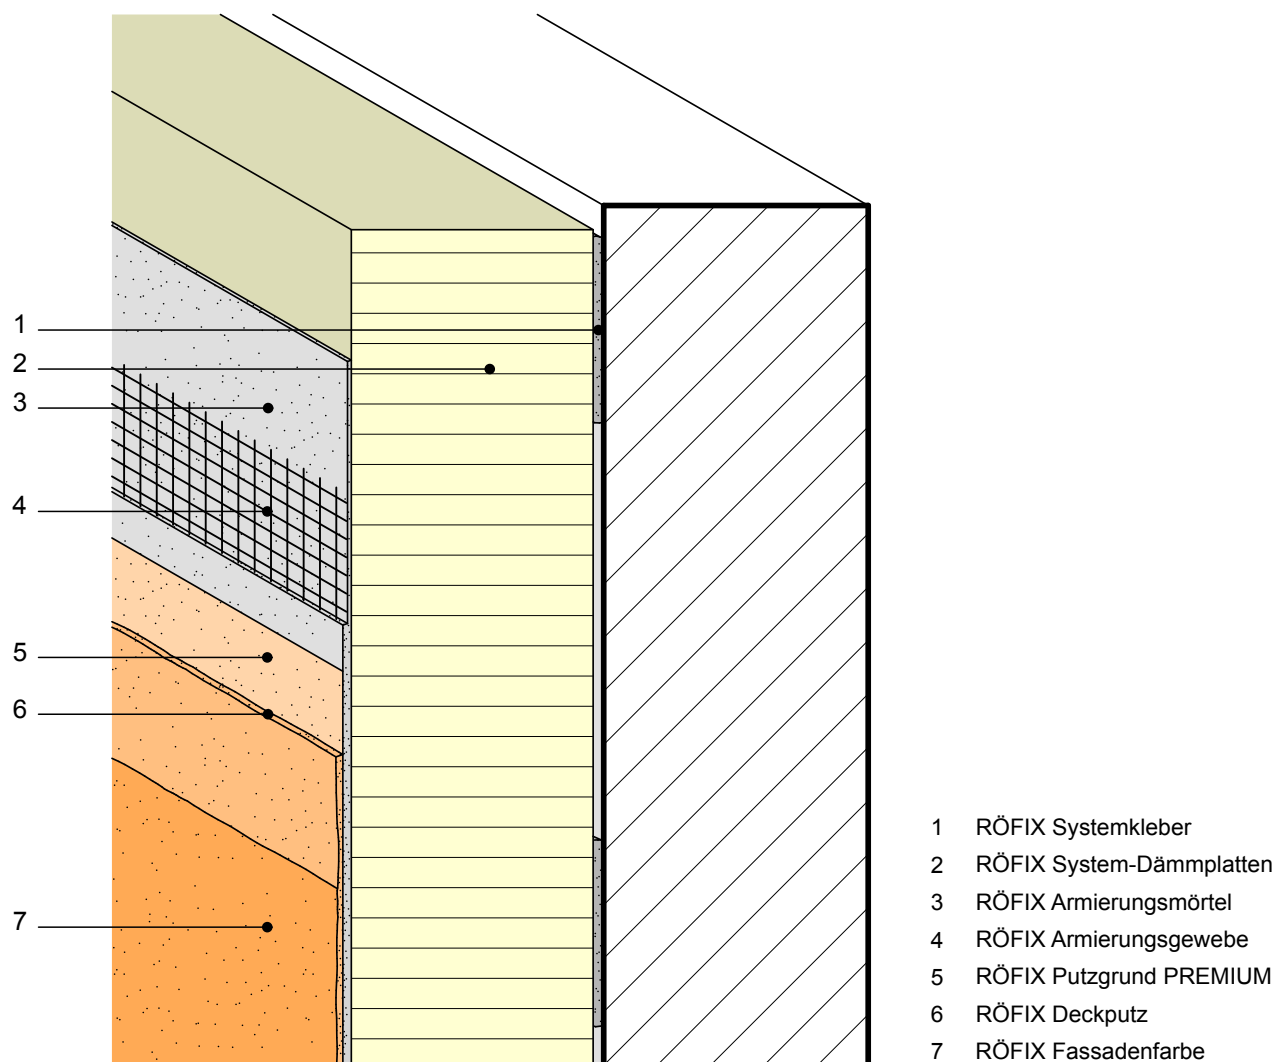 1
2
3
4
5
6
7
1 RÖFIX Systemkleber
2 RÖFIX System-Dämmplatten
3 RÖFIX Armierungsmörtel
4 RÖFIX Armierungsgewebe
5 RÖFIX Putzgrund PREMIUM
6 RÖFIX Deckputz
7 RÖFIX Fassadenfarbe